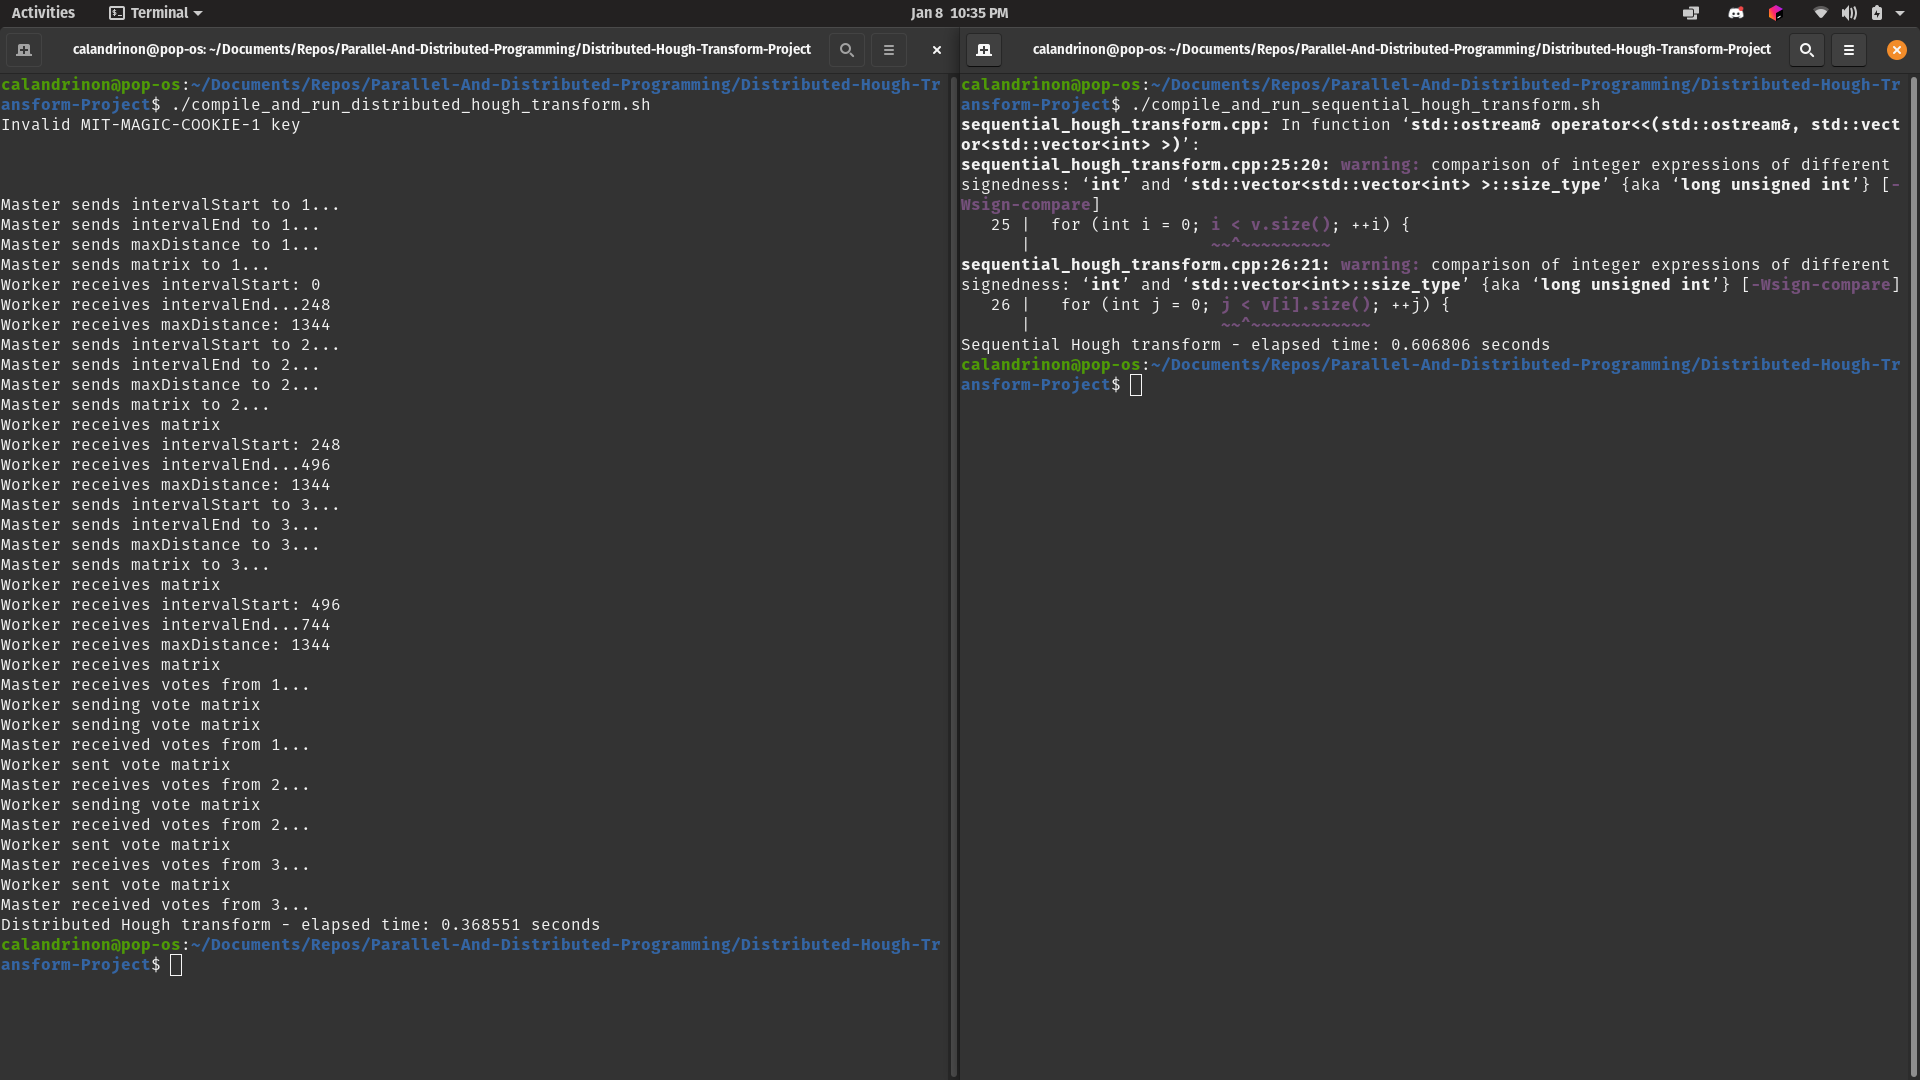 Activities
Terminal
Jan 8 10:35 PM
calandrinon@pop-os: ~/Documents/Repos/Parallel-And-Distributed-Programming/Distributed-Hough-Transform-Project
calandrinon@pop-os:~/Documents/Repos/Parallel-And-Distributed-Programming/Distributed-Hough-Tr
ansform-Project$ ./compile_and_run_distributed_hough_transform.sh
Invalid MIT-MAGIC-COOKIE-1 key
Master sends intervalStart to 1...
Master sends intervalEnd to 1...
Master sends maxDistance to 1...
Master sends matrix to 1...
Worker receives intervalStart: 0
Worker receives intervalEnd...248
Worker receives maxDistance: 1344
Master sends intervalStart to 2...
Master sends intervalEnd to 2...
Master sends maxDistance to 2...
Master sends matrix to 2...
Worker receives matrix
Worker receives intervalStart: 248
Worker receives intervalEnd...496
Worker receives maxDistance: 1344
Master sends intervalStart to 3...
Master sends intervalEnd to 3...
Master sends maxDistance to 3...
Master sends matrix to 3...
Worker receives matrix
Worker receives intervalStart: 496
Worker receives intervalEnd...744
Worker receives maxDistance: 1344
Worker receives matrix
Master receives votes from 1...
Worker sending vote matrix
Worker sending vote matrix
Master received votes from 1...
Worker sent vote matrix
Master receives votes from 2...
Worker sending vote matrix
Master received votes from 2...
Worker sent vote matrix
Master receives votes from 3...
Worker sent vote matrix
Master received votes from 3...
Distributed Hough transform - elapsed time: 0.368551 seconds
calandrinon@pop-os:~/Documents/Repos/Parallel-And-Distributed-Programming/Distributed-Hough-Tr
ansform-Project$
calandrinon@pop-os: ~/Documents/Repos/Parallel-And-Distributed-Programming/Distributed-Hough-Transform-Project
calandrinon@pop-os:~/Documents/Repos/Parallel-And-Distributed-Programming/Distributed-Hough-Tr
ansform-Project$ ./compile_and_run_sequential_hough_transform.sh
sequential_hough_transform.cpp: In function ‘std::ostream& operator<<(std::ostream&, std::vect
or<std::vector<int> >)’:
sequential_hough_transform.cpp:25:20: warning: comparison of integer expressions of different
signedness: ‘int’ and ‘std::vector<std::vector<int> >::size_type’ {aka ‘long unsigned int’} [-
Wsign-compare]
25 |  for (int i = 0; i < v.size(); ++i) {
|                  ~~^~~~~~~~~~
sequential_hough_transform.cpp:26:21: warning: comparison of integer expressions of different
signedness: ‘int’ and ‘std::vector<int>::size_type’ {aka ‘long unsigned int’} [-Wsign-compare]
26 |   for (int j = 0; j < v[i].size(); ++j) {
|                   ~~^~~~~~~~~~~~~
Sequential Hough transform - elapsed time: 0.606806 seconds
calandrinon@pop-os:~/Documents/Repos/Parallel-And-Distributed-Programming/Distributed-Hough-Tr
ansform-Project$